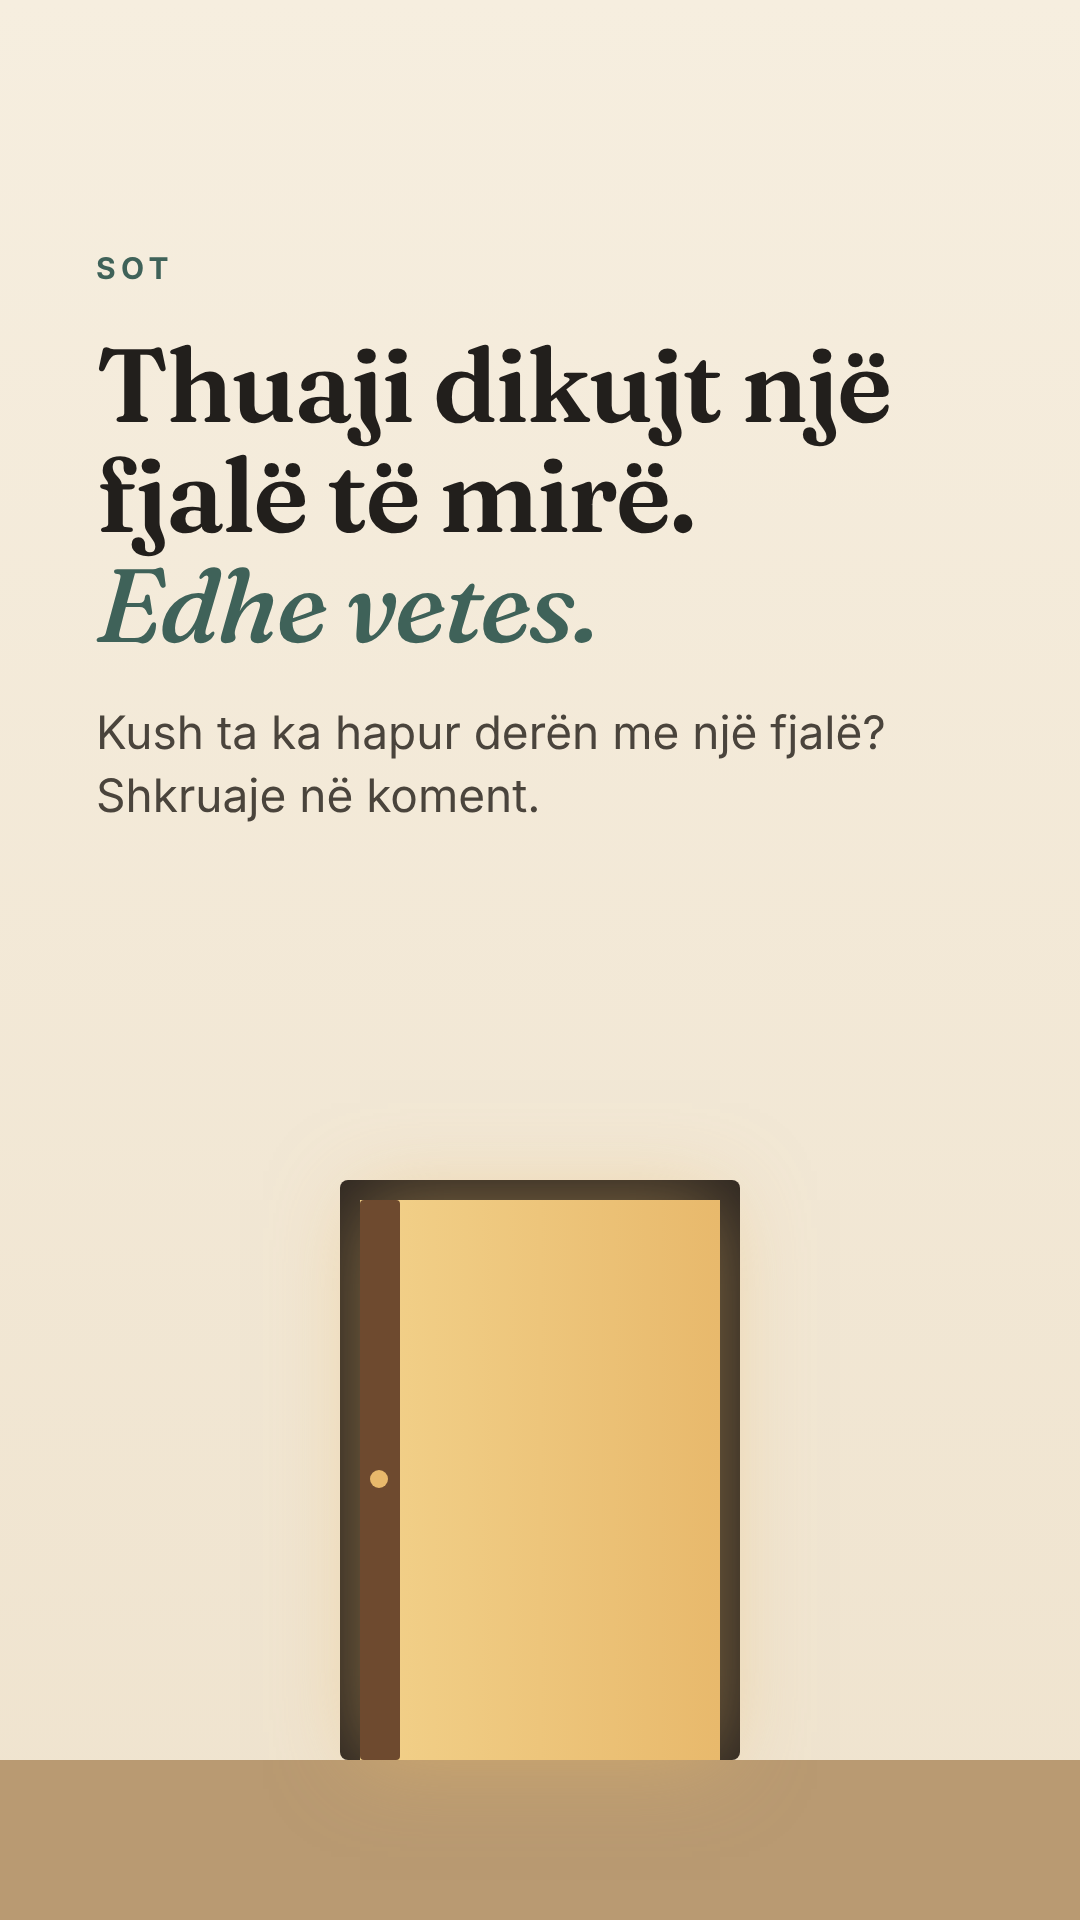 SOT
Thuaji dikujt një
fjalë të mirë.
Edhe vetes.
Kush ta ka hapur derën me një fjalë?
Shkruaje në koment.